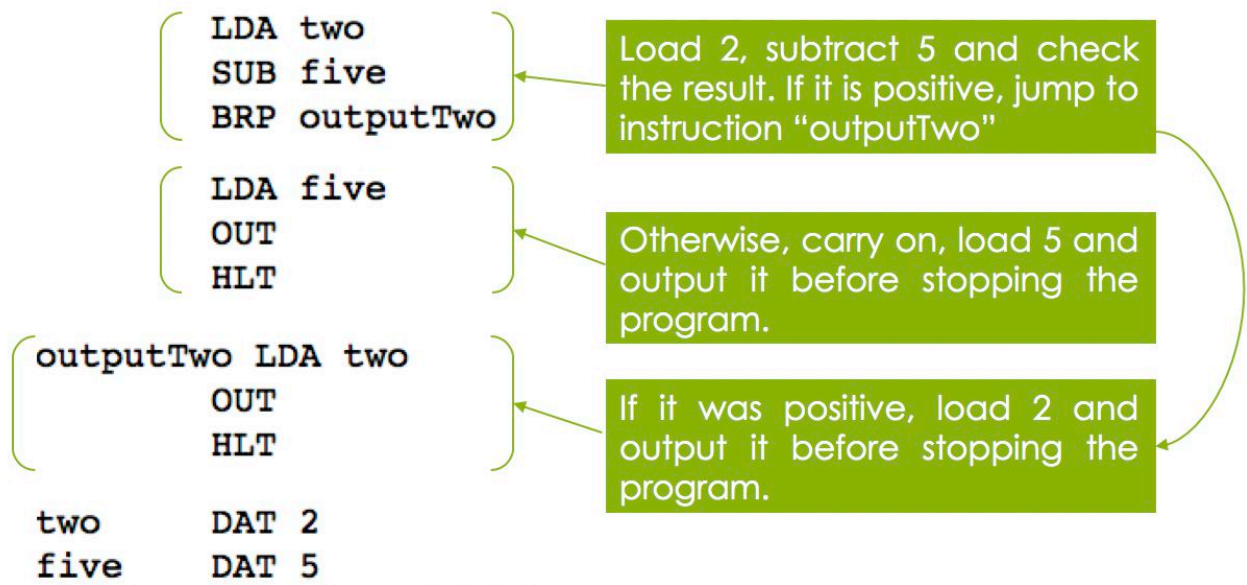 LDA two
SUB five
BRP outputTwo
Load 2, subtract 5 and check
the result. If it is positive, jump to
instruction “outputTwo”
LDA five
OUT
HLT
Otherwise, carry on, load 5 and
output it before stopping the
program.
outputTwo LDA two
OUT
HLT
If it was positive, load 2 and
output it before stopping the
program.
two DAT 2
five DAT 5